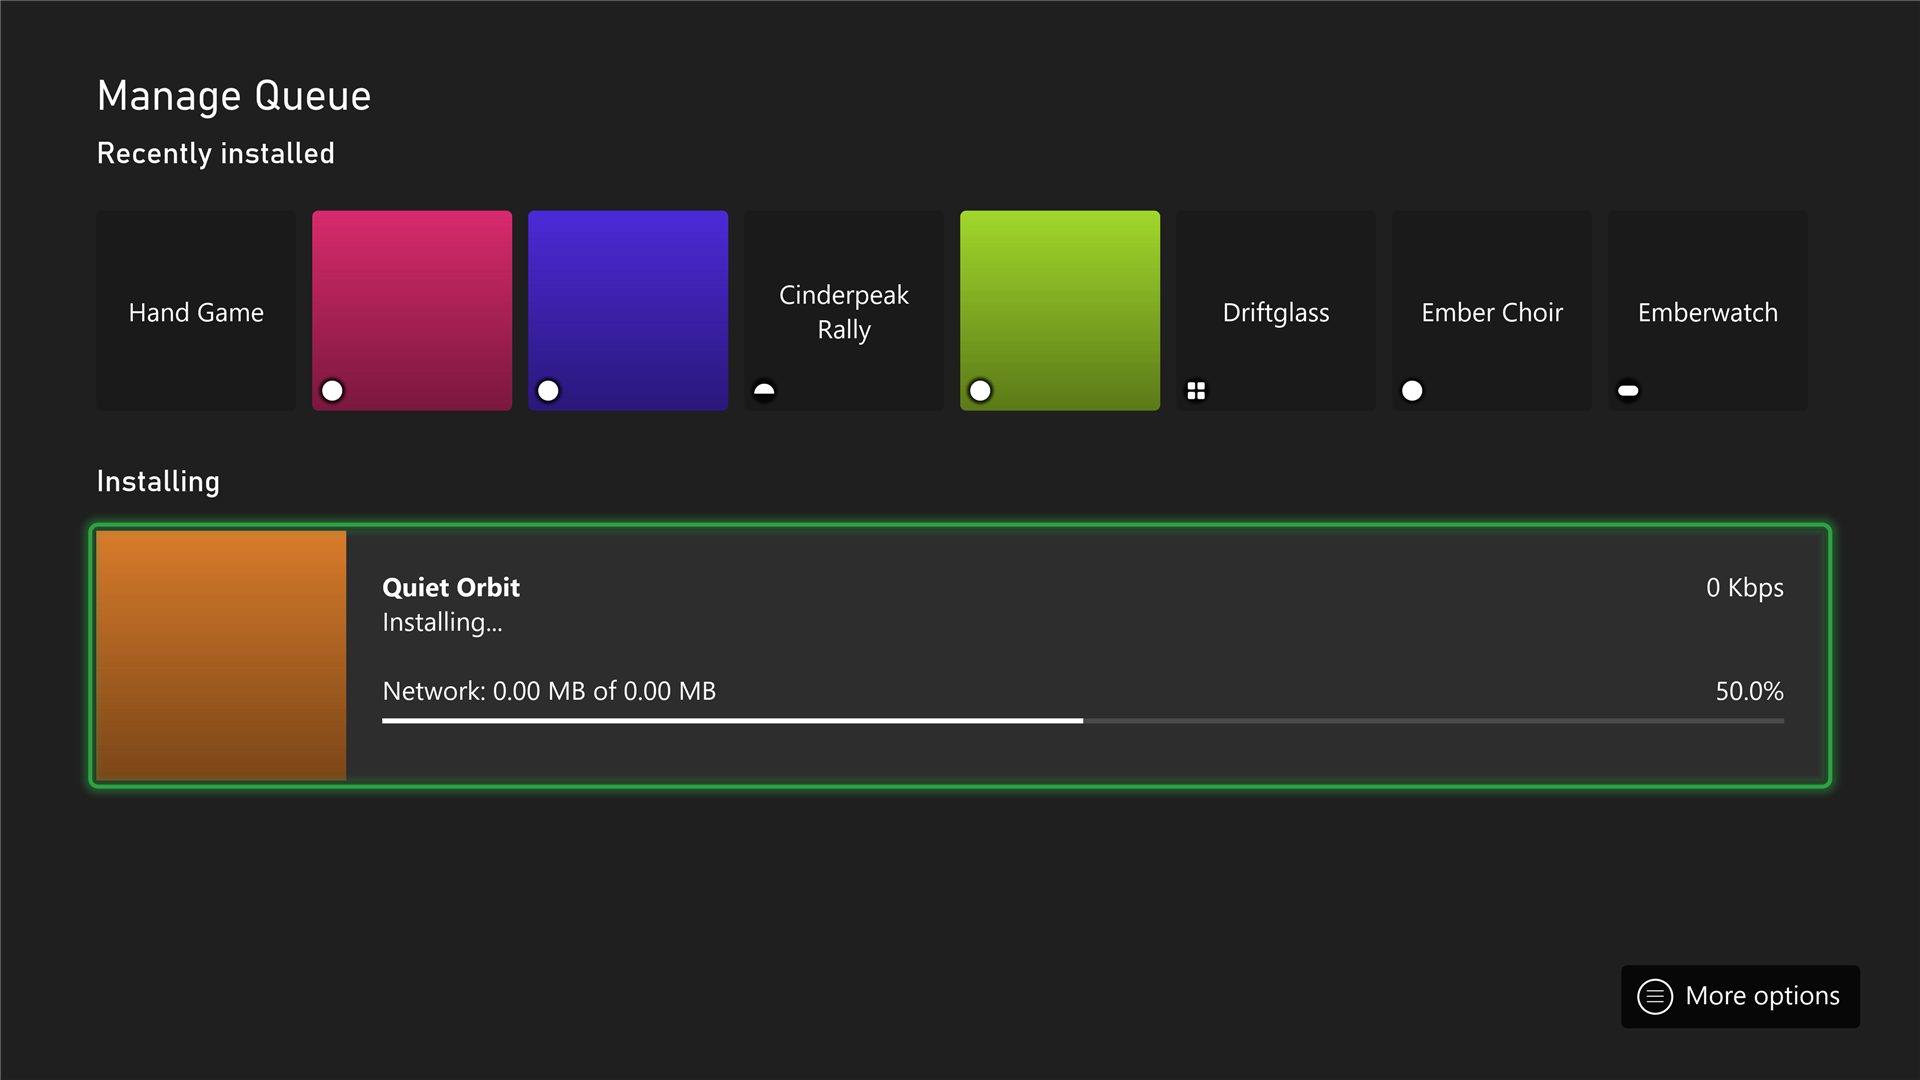 Manage Queue
Recently installed
Hand Game
Cinderpeak
Rally
Driftglass
Ember Choir
Emberwatch
Installing
Quiet Orbit
0 Kbps
Installing...
Network: 0.00 MB of 0.00 MB
50.0%
More options